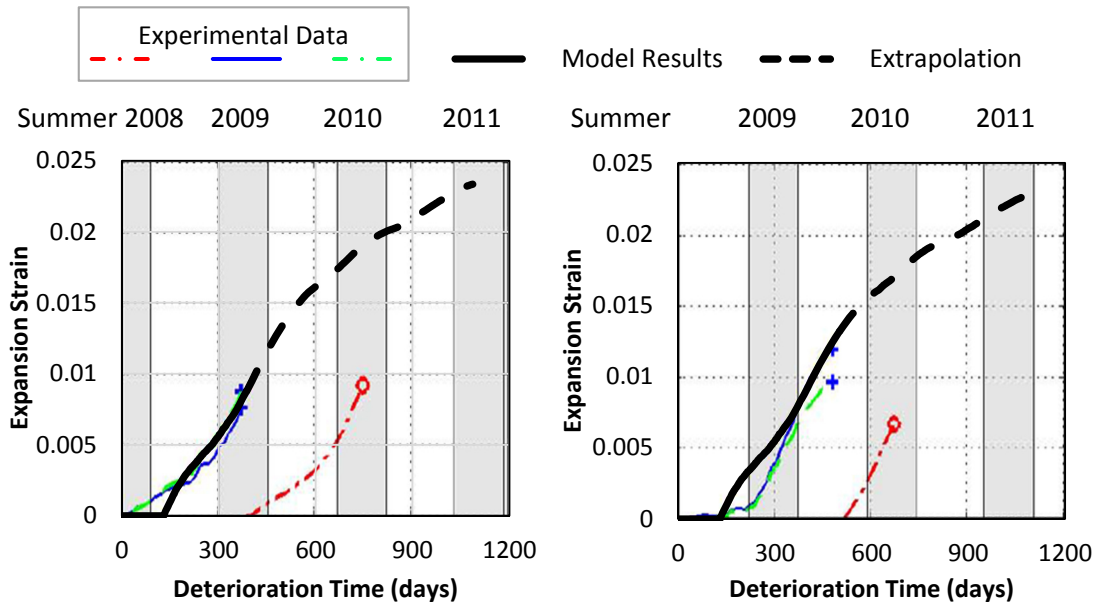 Experimental Data
Model Results
Extrapolation
Summer 2008 2009 2010 2011
0.025
0.02
0.015
0.01
0.005
0
0 300 600 900 1200
Expansion Strain
Deterioration Time (days)
Summer 2009 2010 2011
0.025
0.02
0.015
0.01
0.005
0
0 300 600 900 1200
Expansion Strain
Deterioration Time (days)